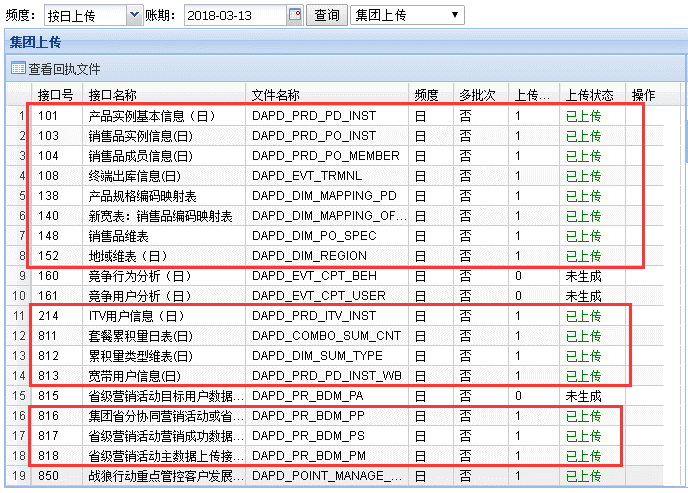 频度： 按日上传 账期： 2018-03-13 查询 集团上传
集团上传
查看回执文件
接口号 接口名称 文件名称 频度 多批次 上传... 上传状态 操作
1 101 产品实例基本信息（日） DAPD_PRD_PD_INST 日 否 1 已上传
2 103 销售品实例信息(日) DAPD_PRD_PO_INST 日 否 1 已上传
3 104 销售品成员信息(日) DAPD_PRD_PO_MEMBER 日 否 1 已上传
4 108 终端出库信息(日) DAPD_EVT_TRMNL 日 否 1 已上传
5 138 产品规格编码映射表 DAPD_DIM_MAPPING_PD 日 否 1 已上传
6 140 新宽表：销售品编码映射表 DAPD_DIM_MAPPING_OF... 日 否 1 已上传
7 148 销售品维表 DAPD_DIM_PO_SPEC 日 否 1 已上传
8 152 地域维表（日） DAPD_DIM_REGION 日 否 1 已上传
9 160 竞争行为分析（日） DAPD_EVT_CPT_BEH 日 否 0 未生成
10 161 竞争用户分析（日） DAPD_EVT_CPT_USER 日 否 0 未生成
11 214 ITV用户信息（日） DAPD_PRD_ITV_INST 日 否 1 已上传
12 811 套餐累积量日表(日) DAPD_COMBO_SUM_CNT 日 否 1 已上传
13 812 累积量类型维表(日) DAPD_DIM_SUM_TYPE 日 否 1 已上传
14 813 宽带用户信息(日) DAPD_PRD_PD_INST_WB 日 否 1 已上传
15 815 省级营销活动目标用户数据... DAPD_PR_BDM_PA 日 否 0 未生成
16 816 集团省分协同营销活动或省... DAPD_PR_BDM_PP 日 否 1 已上传
17 817 省级营销活动营销成功数据... DAPD_PR_BDM_PS 日 否 1 已上传
18 818 省级营销活动主数据上传接... DAPD_PR_BDM_PM 日 否 1 已上传
19 850 战狼行动重点管控客户发展... DAPD_POINT_MANAGE_... 日 否 1 已上传